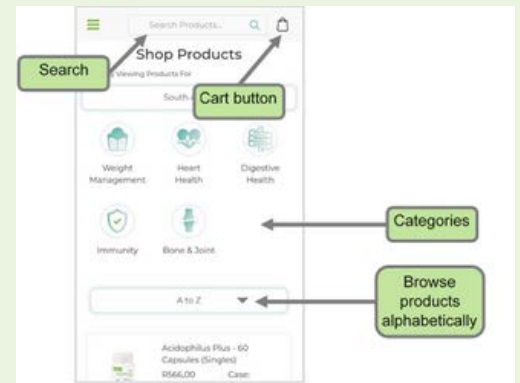 Search Products...
Shop Products
Search
Viewing Products For
South
Cart button
Weight Management
Heart Health
Digestive Health
Categories
Immunity
Bone & Joint
Browse products alphabetically
A to Z
Acidophilus Plus - 60
Capsules (Singles)
R566,00 Case: